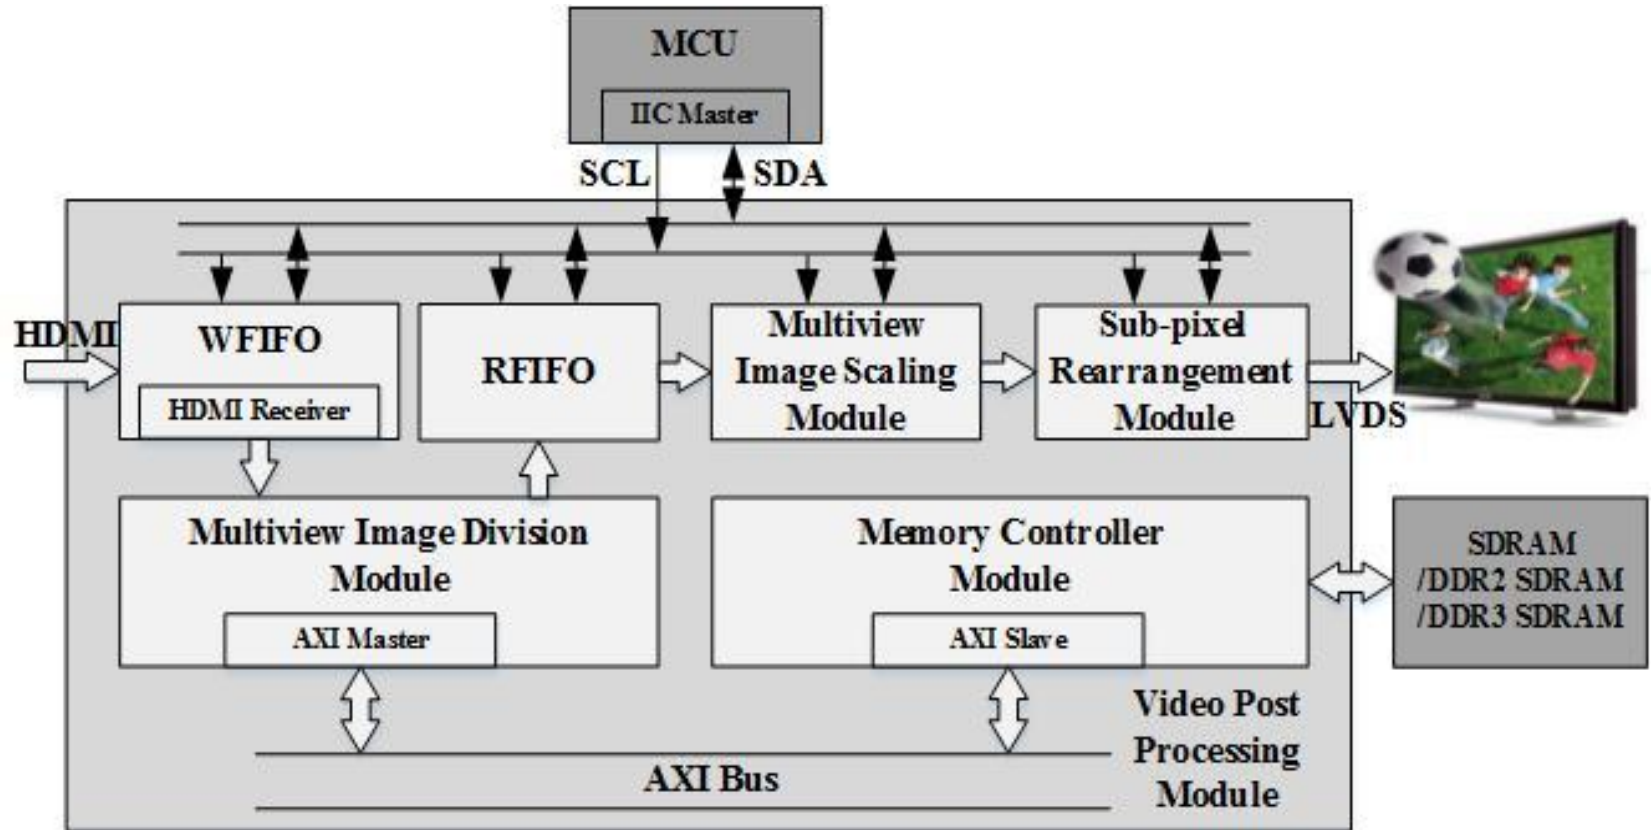 MCU
IIC Master
SCL
SDA
HDMI
WFIFO
HDMI Receiver
RFIFO
Multiview
Image Scaling
Module
Sub-pixel
Rearrangement
Module
LVDS
Multiview Image Division
Module
AXI Master
Memory Controller
Module
AXI Slave
SDRAM
/DDR2 SDRAM
/DDR3 SDRAM
Video Post
Processing
Module
AXI Bus